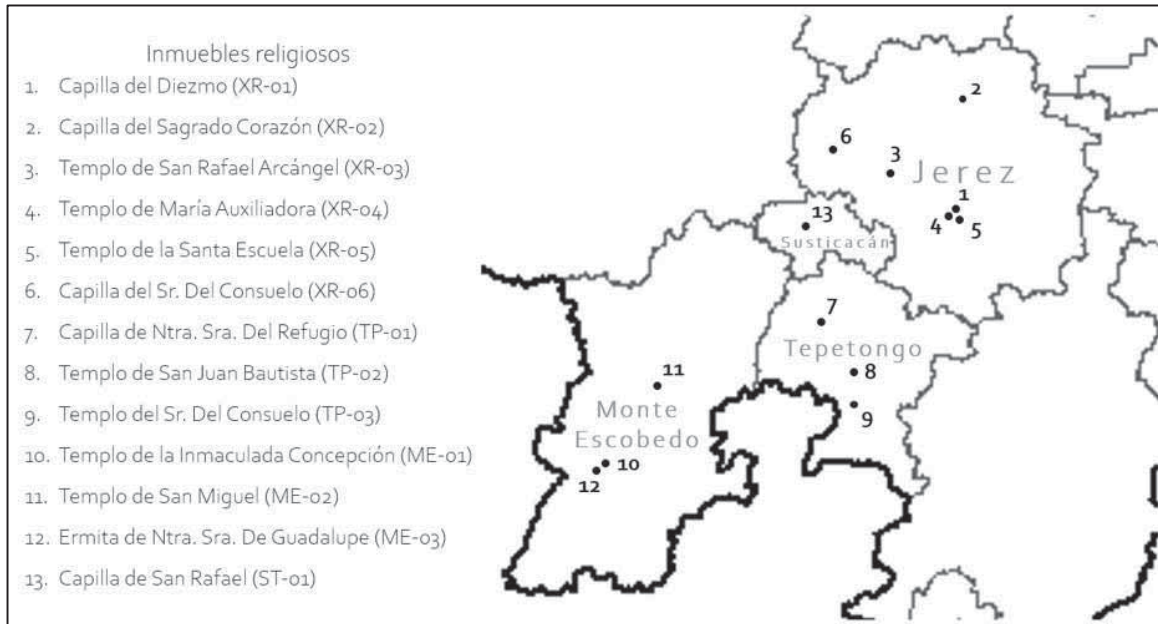 Inmuebles religiosos
1. Capilla del Diezmo (XR-01)
2. Capilla del Sagrado Corazón (XR-02)
3. Templo de San Rafael Arcángel (XR-03)
4. Templo de María Auxiliadora (XR-04)
5. Templo de la Santa Escuela (XR-05)
6. Capilla del Sr. Del Consuelo (XR-06)
7. Capilla de Ntra. Sra. Del Refugio (TP-01)
8. Templo de San Juan Bautista (TP-02)
9. Templo del Sr. Del Consuelo (TP-03)
10. Templo de la Inmaculada Concepción (ME-01)
11. Templo de San Miguel (ME-02)
12. Ermita de Ntra. Sra. De Guadalupe (ME-03)
13. Capilla de San Rafael (ST-01)
2
6
3
Jerez
1
13
4
5
Susticacán
7
Tepetongo
8
11
9
Monte
Escobedo
10
12